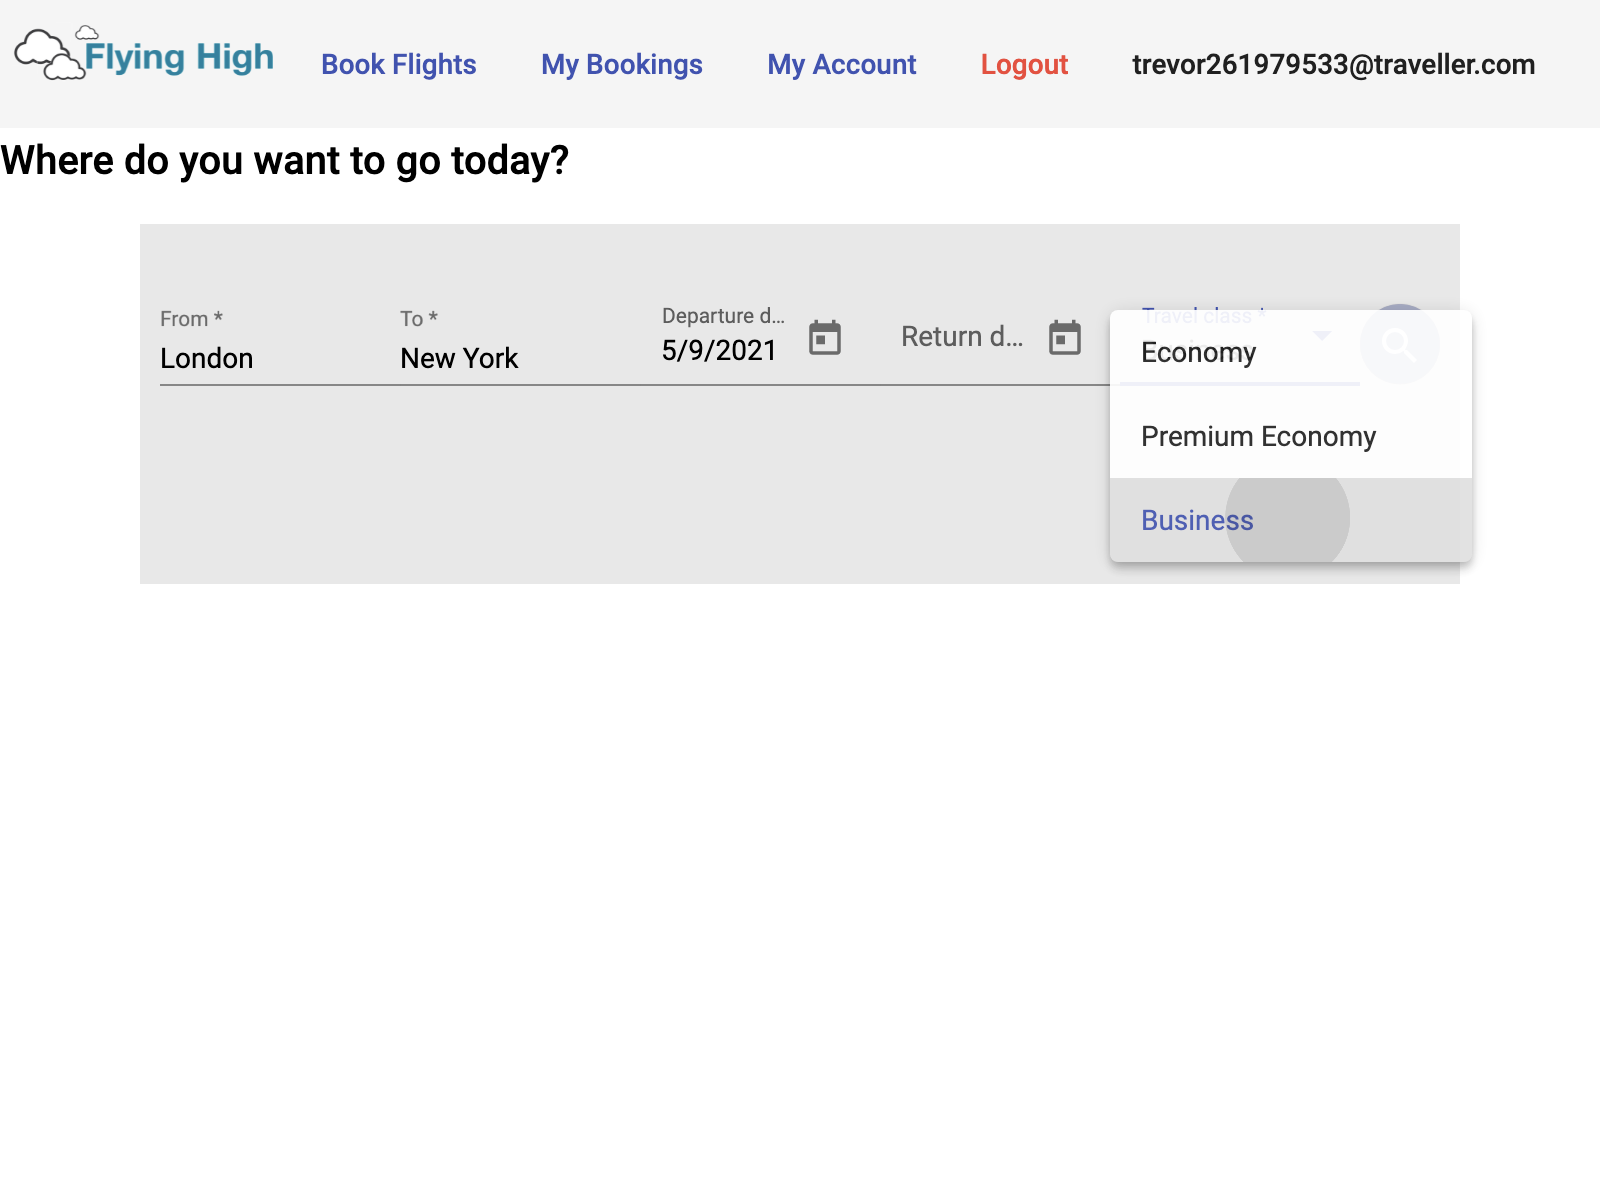 Flying High
Book Flights
My Bookings
My Account
Logout
trevor261979533@traveller.com
Where do you want to go today?
From *
London
To *
New York
Departure d...
5/9/2021
Return d...
Travel class *
Economy
Premium Economy
Business